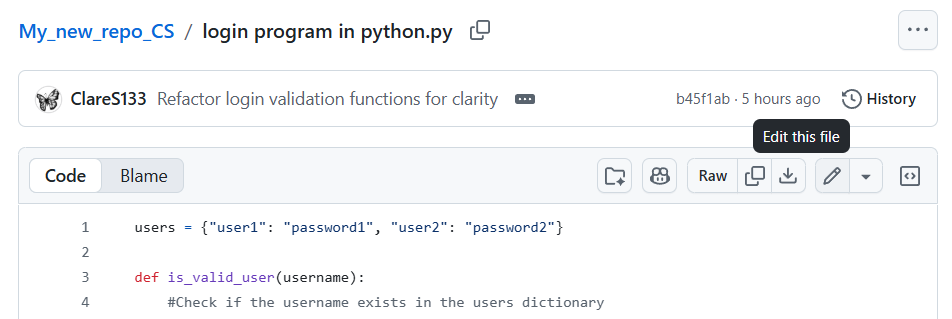 My_new_repo_CS / login program in python.py
ClareS133 Refactor login validation functions for clarity b45f1ab · 5 hours ago History
Edit this file
Code Blame Raw
1 users = {"user1": "password1", "user2": "password2"}
2
3 def is_valid_user(username):
4 #Check if the username exists in the users dictionary